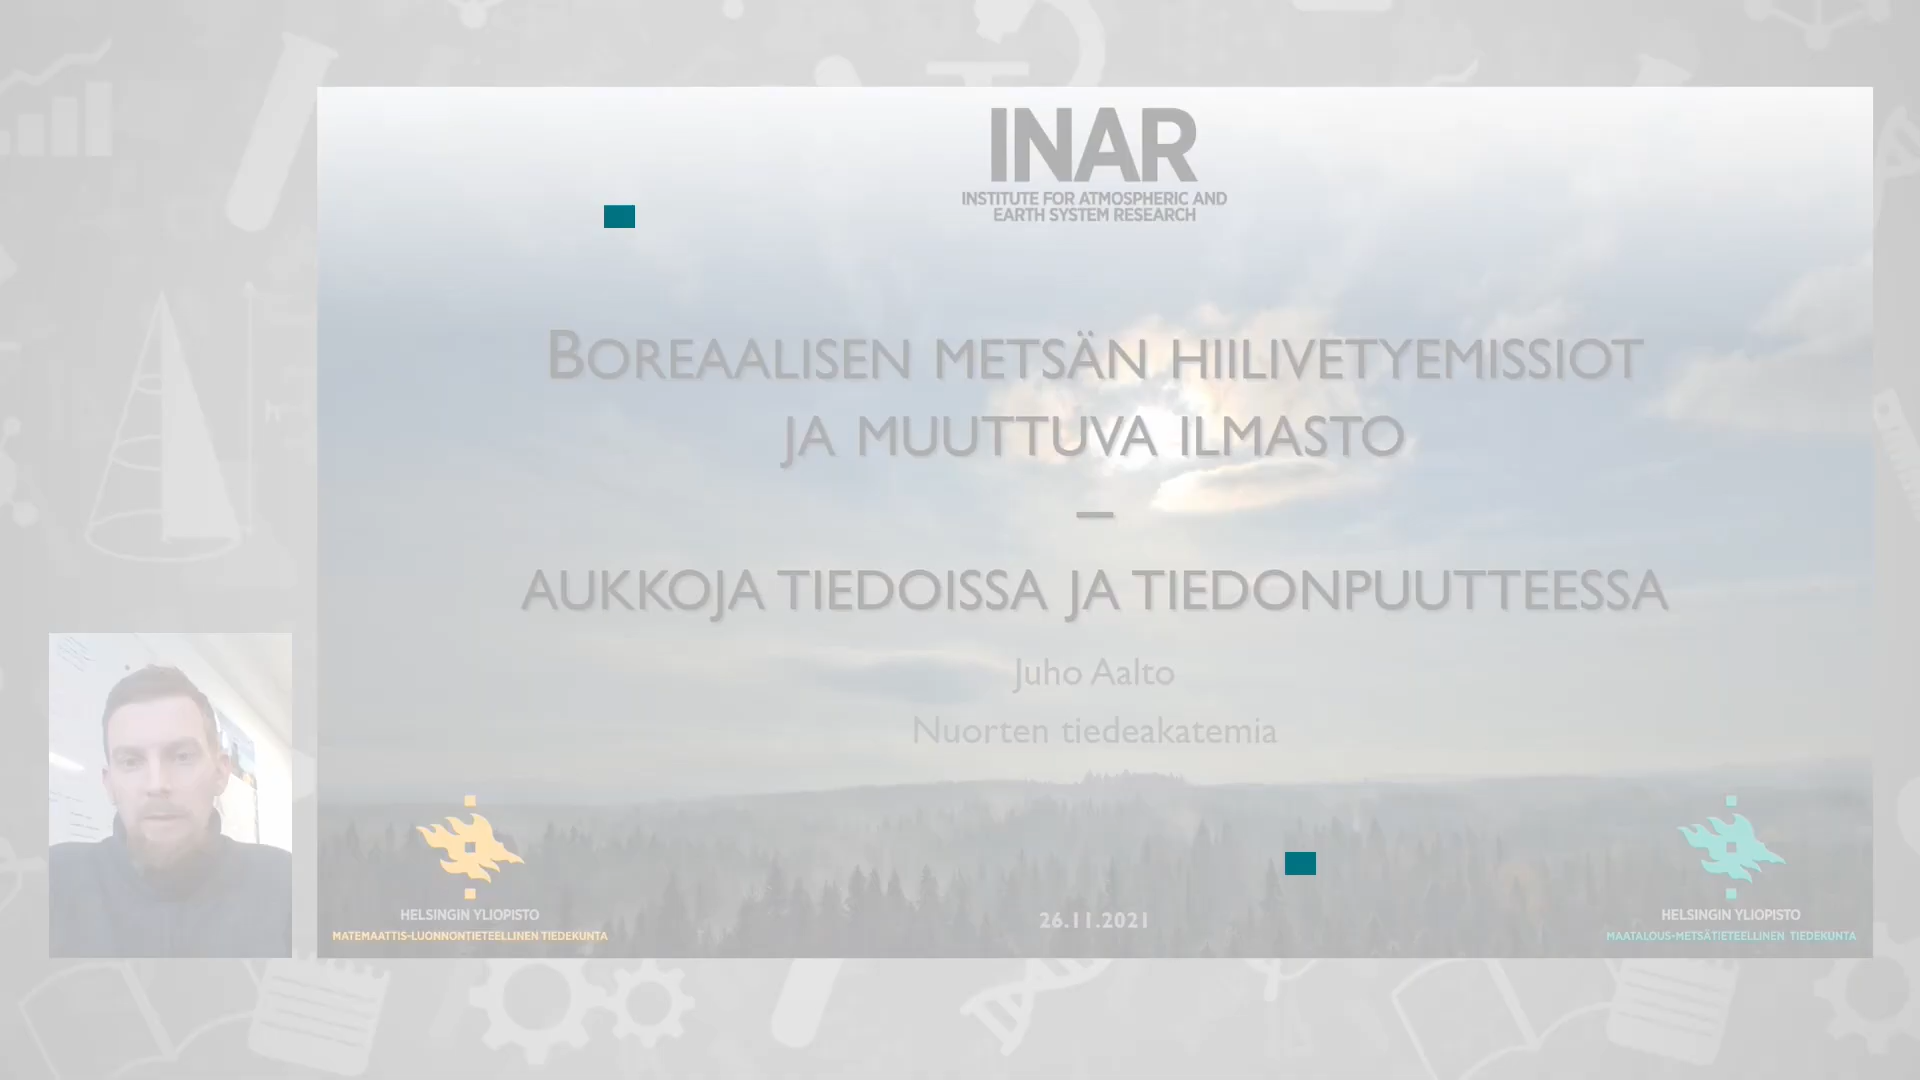 INAR
INSTITUTE FOR ATMOSPHERIC AND
EARTH SYSTEM RESEARCH
BOREAALISEN METSÄN HIILIVETYEMISSIOT
JA MUUTTUVA ILMASTO
–
AUKKOJA TIEDOISSA JA TIEDONPUUTTEESSA
Juho Aalto
Nuorten tiedeakatemia
26.11.2021
HELSINGIN YLIOPISTO
MATEMAATTIS-LUONNONTIETEELLINEN TIEDEKUNTA
HELSINGIN YLIOPISTO
MAATALOUS-METSÄTIETEELLINEN TIEDEKUNTA